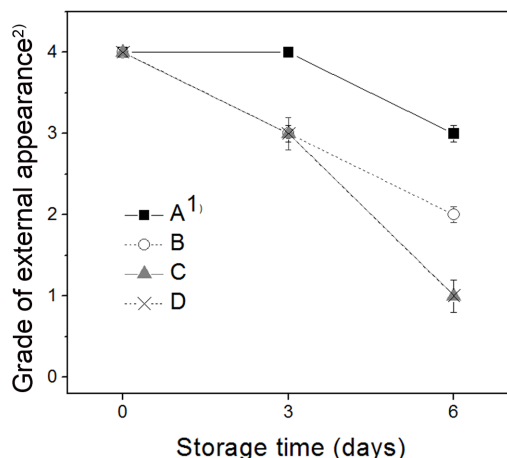 Grade of external appearance2)
4
3
2
1
0
A1)
B
C
D
0 3 6
Storage time (days)